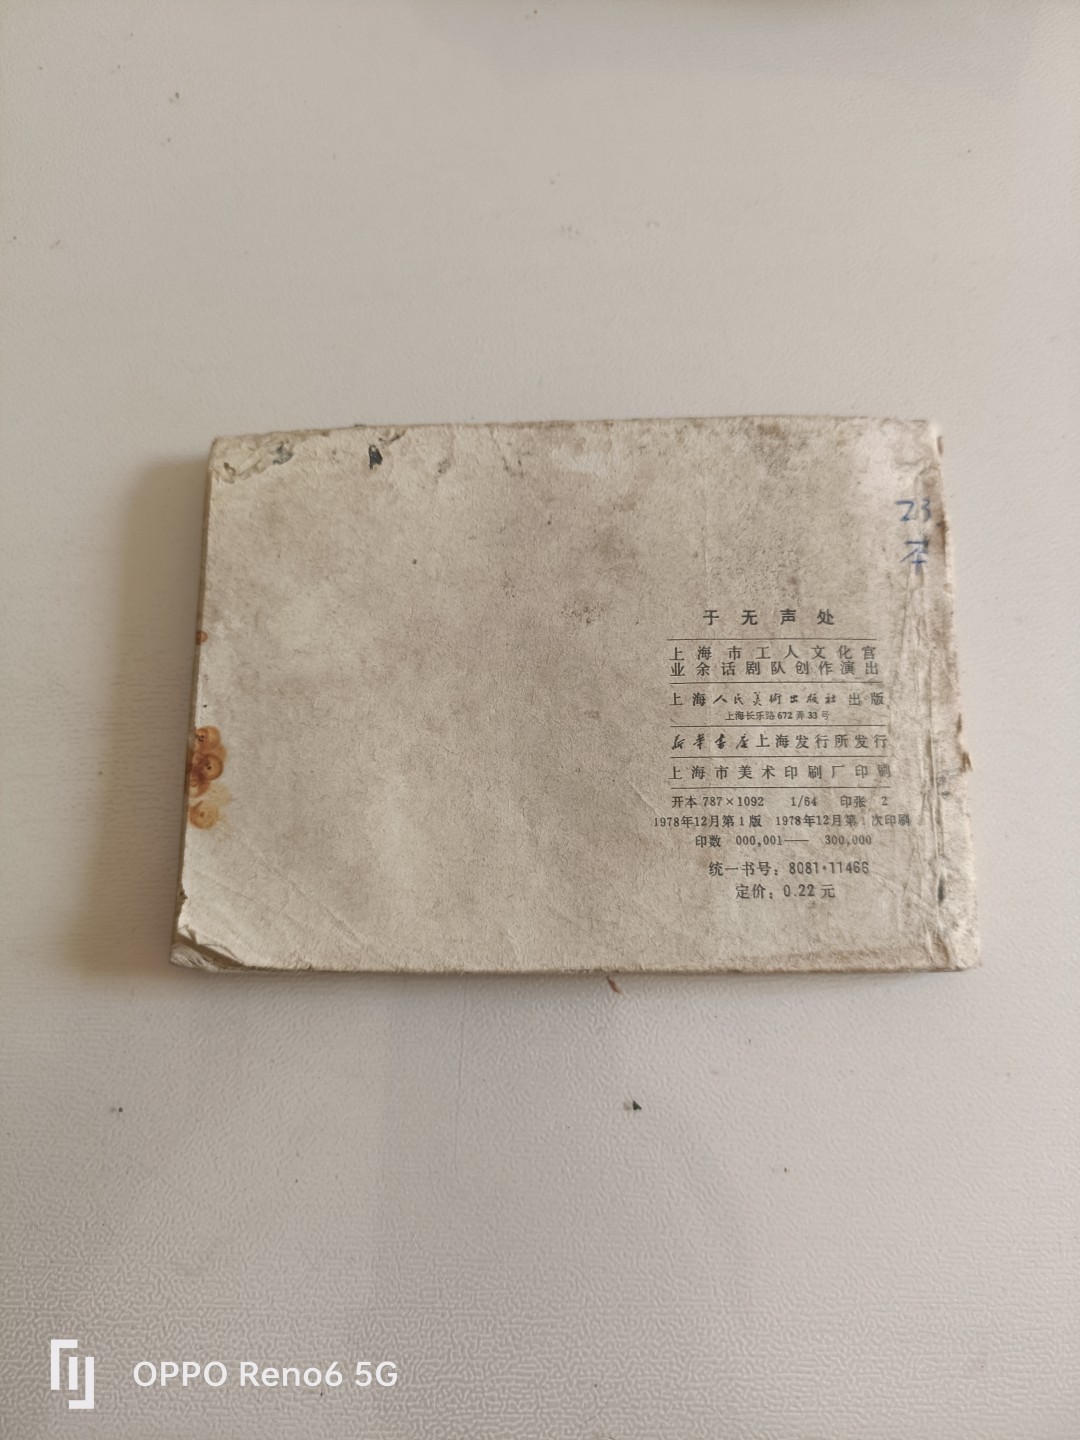 23
本
于无声处
上海市工人文化宫
业余话剧队创作演出
上海人民美術出版社出版
上海长乐路672弄33号
新華書店上海发行所发行
上海市美术印刷厂印刷
开本 787×1092 1/64 印张 2
1978年12月第1版 1978年12月第1次印刷
印数 000,001—— 300,000
统一书号：8081·11466
定价：0.22元
OPPO Reno6 5G